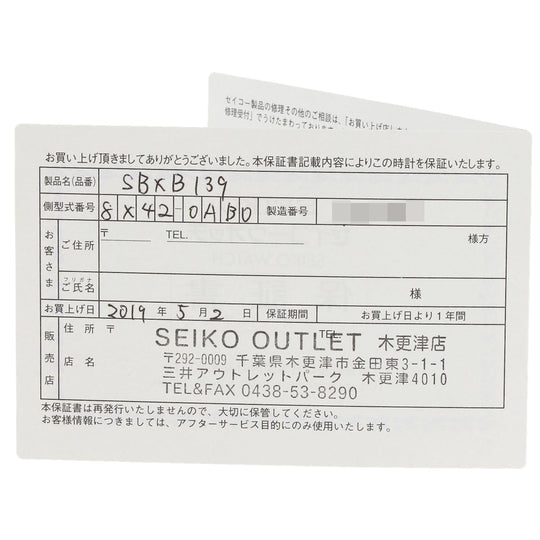 セイコー製品の修理その他のご相談は、「お買い上げ店
修理受付」でうけたまわっております
お買い上げ頂きましてありがとうございました。本保証書記載内容によりこの時計を保証いたします。
製品名(品番) SBXB139
側型式番号 8X42-0AB0 製造番号
お客さま ご住所 〒 TEL. 様方
フリガナ
ご氏名 様
お買上げ日 2019 年 5 月 2 日 保証期間 お買上げ日より1年間
販売店 住所 〒 TEL
店名
SEIKO OUTLET 木更津店
〒292-0009 千葉県木更津市金田東3-1-1
三井アウトレットパーク 木更津4010
TEL&FAX 0438-53-8290
本保証書は再発行いたしませんので、大切に保管してください。
お客様情報につきましては、アフターサービス目的にのみ使用いたします。